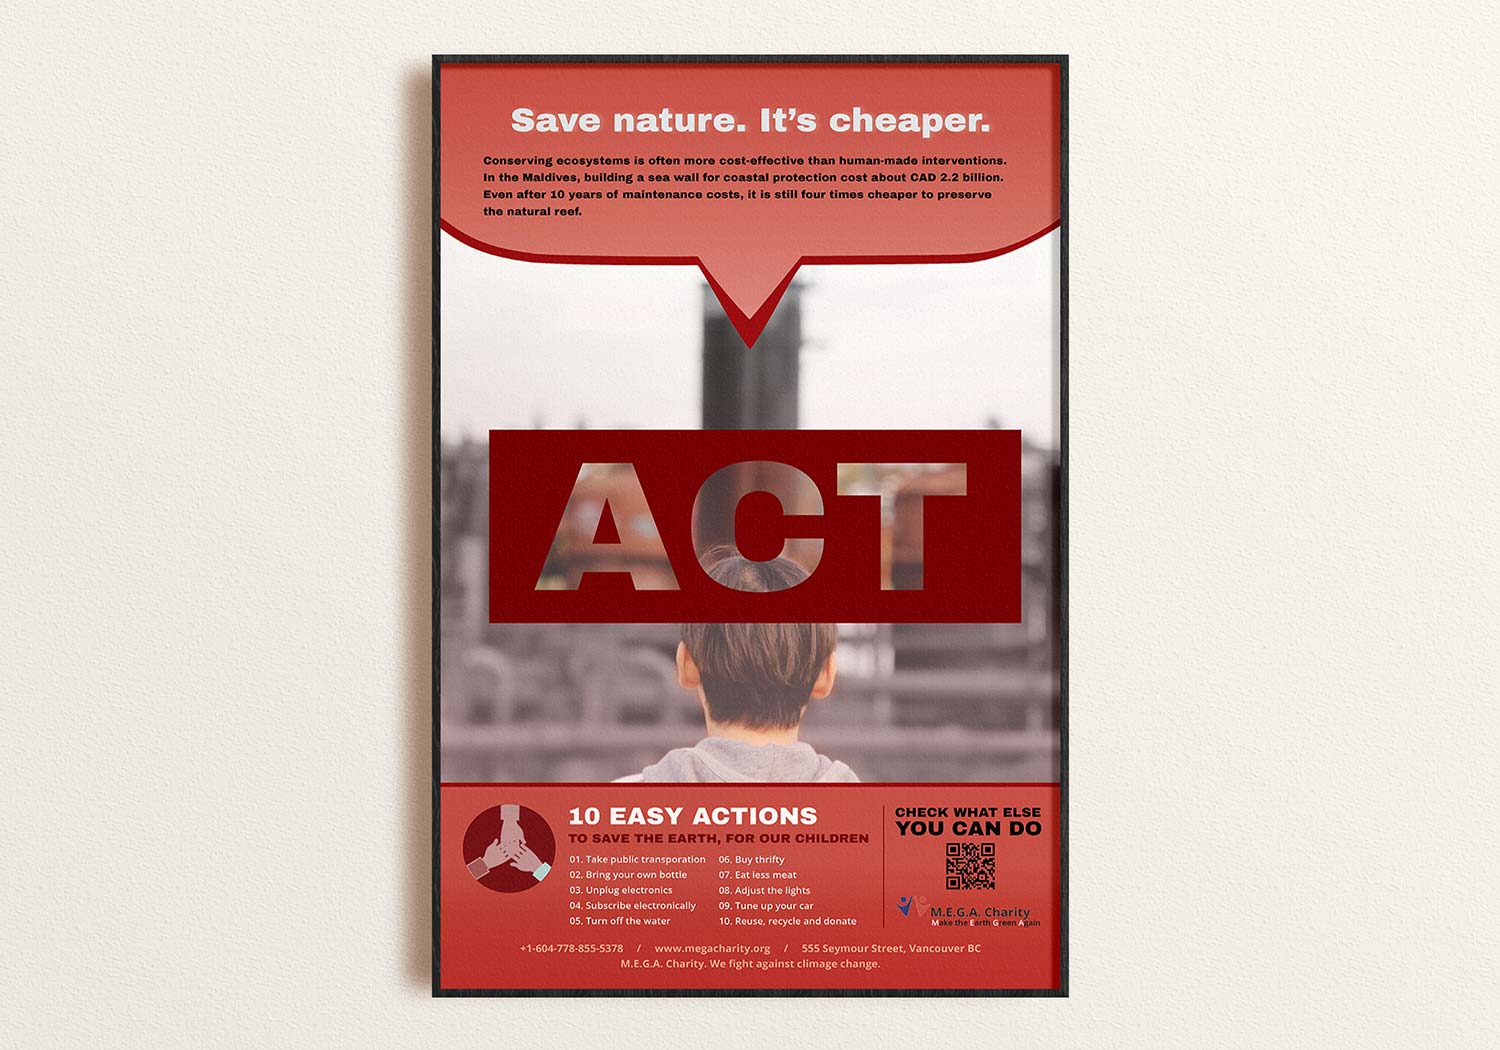 Save nature. It’s cheaper.
Conserving ecosystems is often more cost-effective than human-made interventions.
In the Maldives, building a sea wall for coastal protection cost about CAD 2.2 billion.
Even after 10 years of maintenance costs, it is still four times cheaper to preserve
the natural reef.
ACT
10 EASY ACTIONS
TO SAVE THE EARTH, FOR OUR CHILDREN
01. Take public transporation
02. Bring your own bottle
03. Unplug electronics
04. Subscribe electronically
05. Turn off the water
06. Buy thrifty
07. Eat less meat
08. Adjust the lights
09. Tune up your car
10. Reuse, recycle and donate
CHECK WHAT ELSE
YOU CAN DO
M.E.G.A. Charity
Make the Earth Green Again
+1-604-778-855-5378 / www.megacharity.org / 555 Seymour Street, Vancouver BC
M.E.G.A. Charity. We fight against climage change.